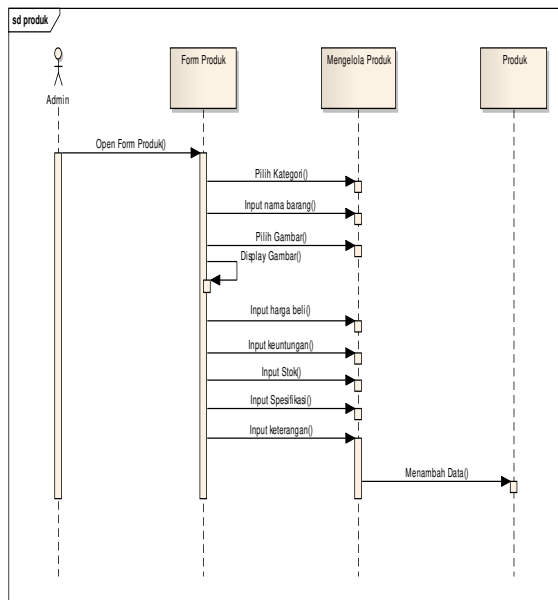 sd produk
Form Produk
Mengelola Produk
Produk
Admin
Open Form Produk()
Pilih Kategori()
Input nama barang()
Pilih Gambar()
Display Gambar()
Input harga beli()
Input keuntungan()
Input Stok()
Input Spesifikasi()
Input keterangan()
Menambah Data()